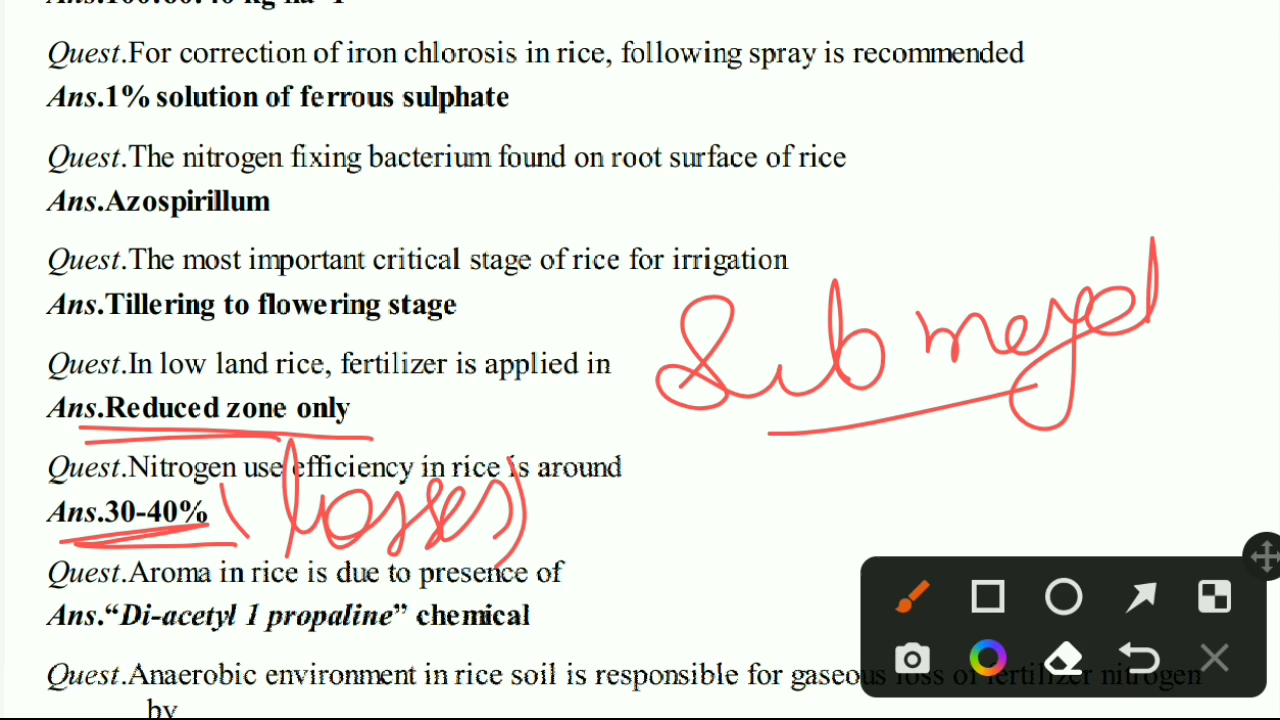 Quest.For correction of iron chlorosis in rice, following spray is recommended
Ans.1% solution of ferrous sulphate
Quest.The nitrogen fixing bacterium found on root surface of rice
Ans.Azospirillum
Quest.The most important critical stage of rice for irrigation
Ans.Tillering to flowering stage
Submerged
Quest.In low land rice, fertilizer is applied in
Ans.Reduced zone only
Quest.Nitrogen use efficiency in rice is around
Ans.30-40% (losses)
Quest.Aroma in rice is due to presence of
Ans.“Di-acetyl 1 propaline” chemical
Quest.Anaerobic environment in rice soil is responsible for gaseous loss of fertilizer nitrogen
by